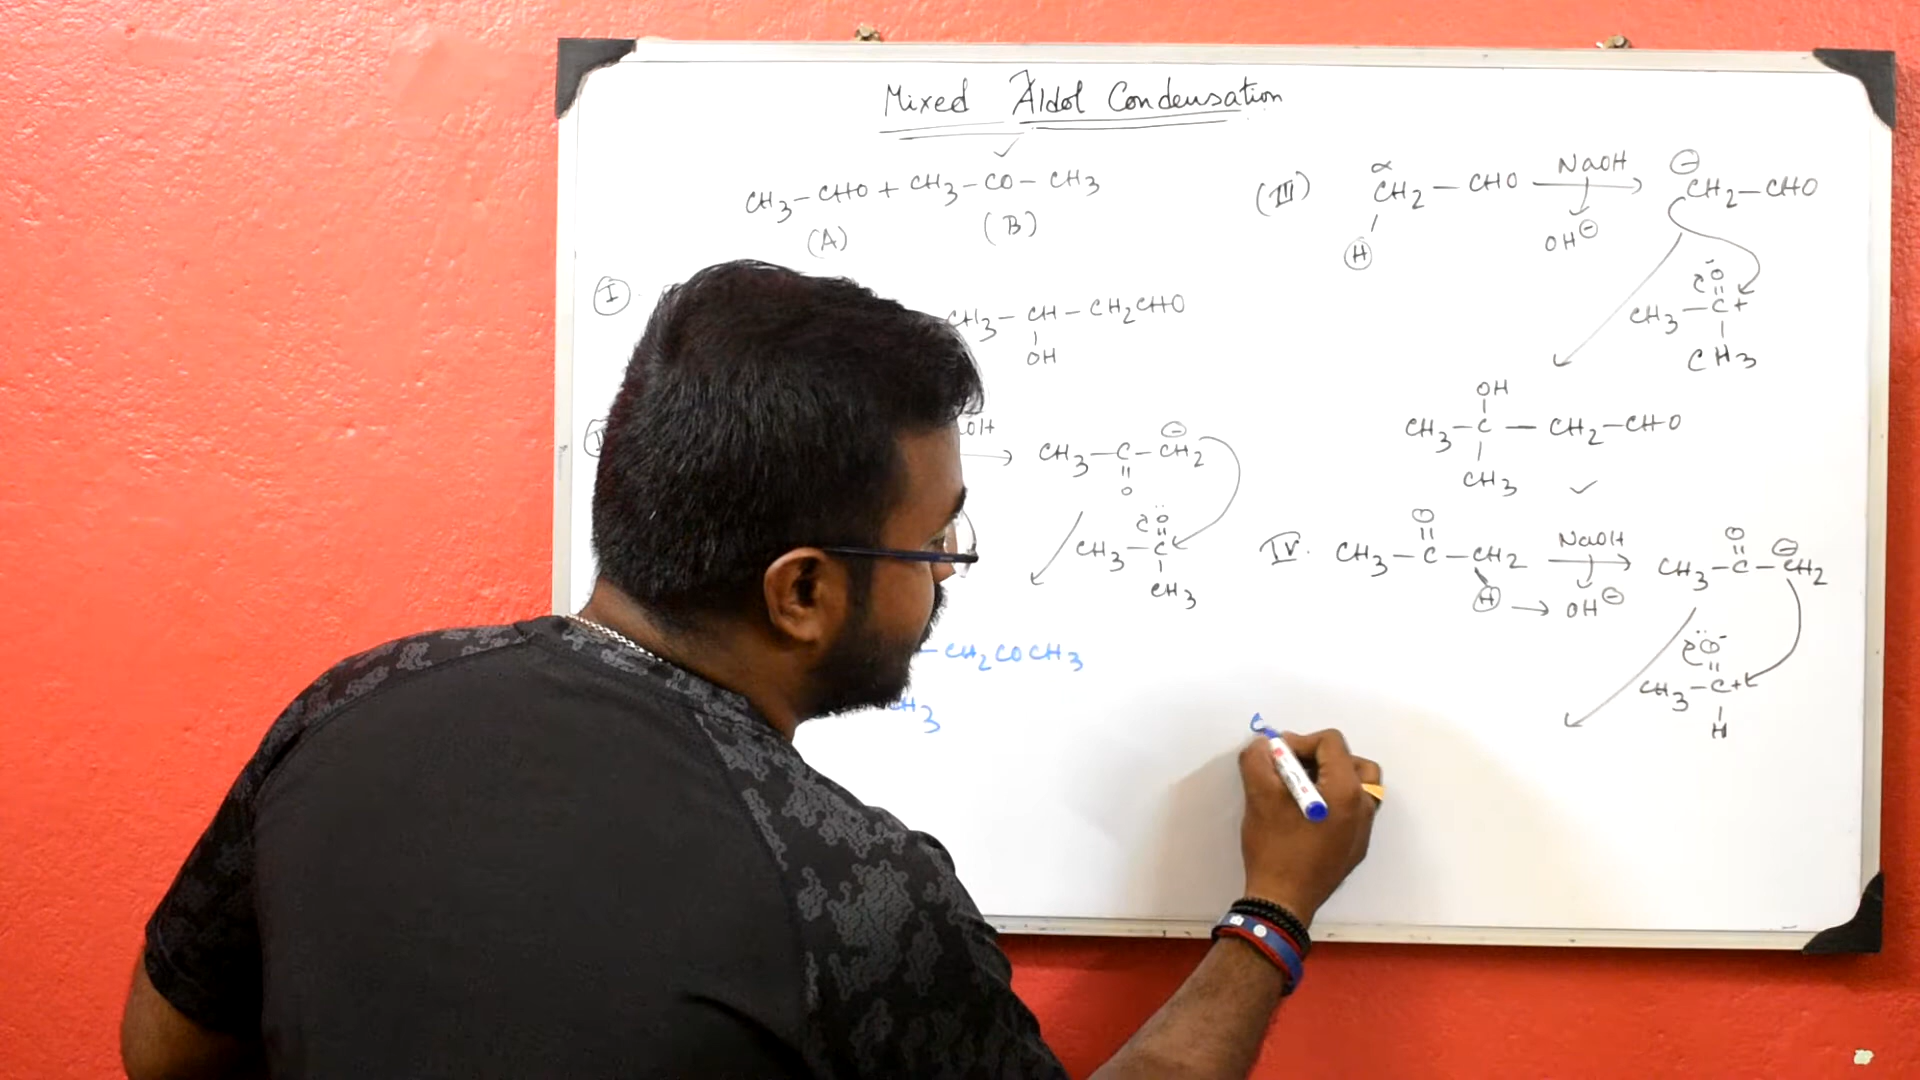 Mixed Aldol Condensation
✓
CH3 — CHO + CH3 — CO — CH3
(A) (B)
I
CH3 — CH — CH2CHO
|
OH
CH3 — C — CH2 ⊖
||
O
O
||
CH3 — C
|
CH3
— CH2COCH3
CH3
(III) α
CH2 — CHO NaOH → ⊖ CH2 — CHO
/
H OH⊖
O
||
CH3 — C +
|
CH3
OH
|
CH3 — C — CH2 — CHO
|
CH3 ✓
IV. O
||
CH3 — C — CH2 NaOH → CH3 — C — CH2 ⊖
H → OH⊖
O
||
CH3 — C +
|
H